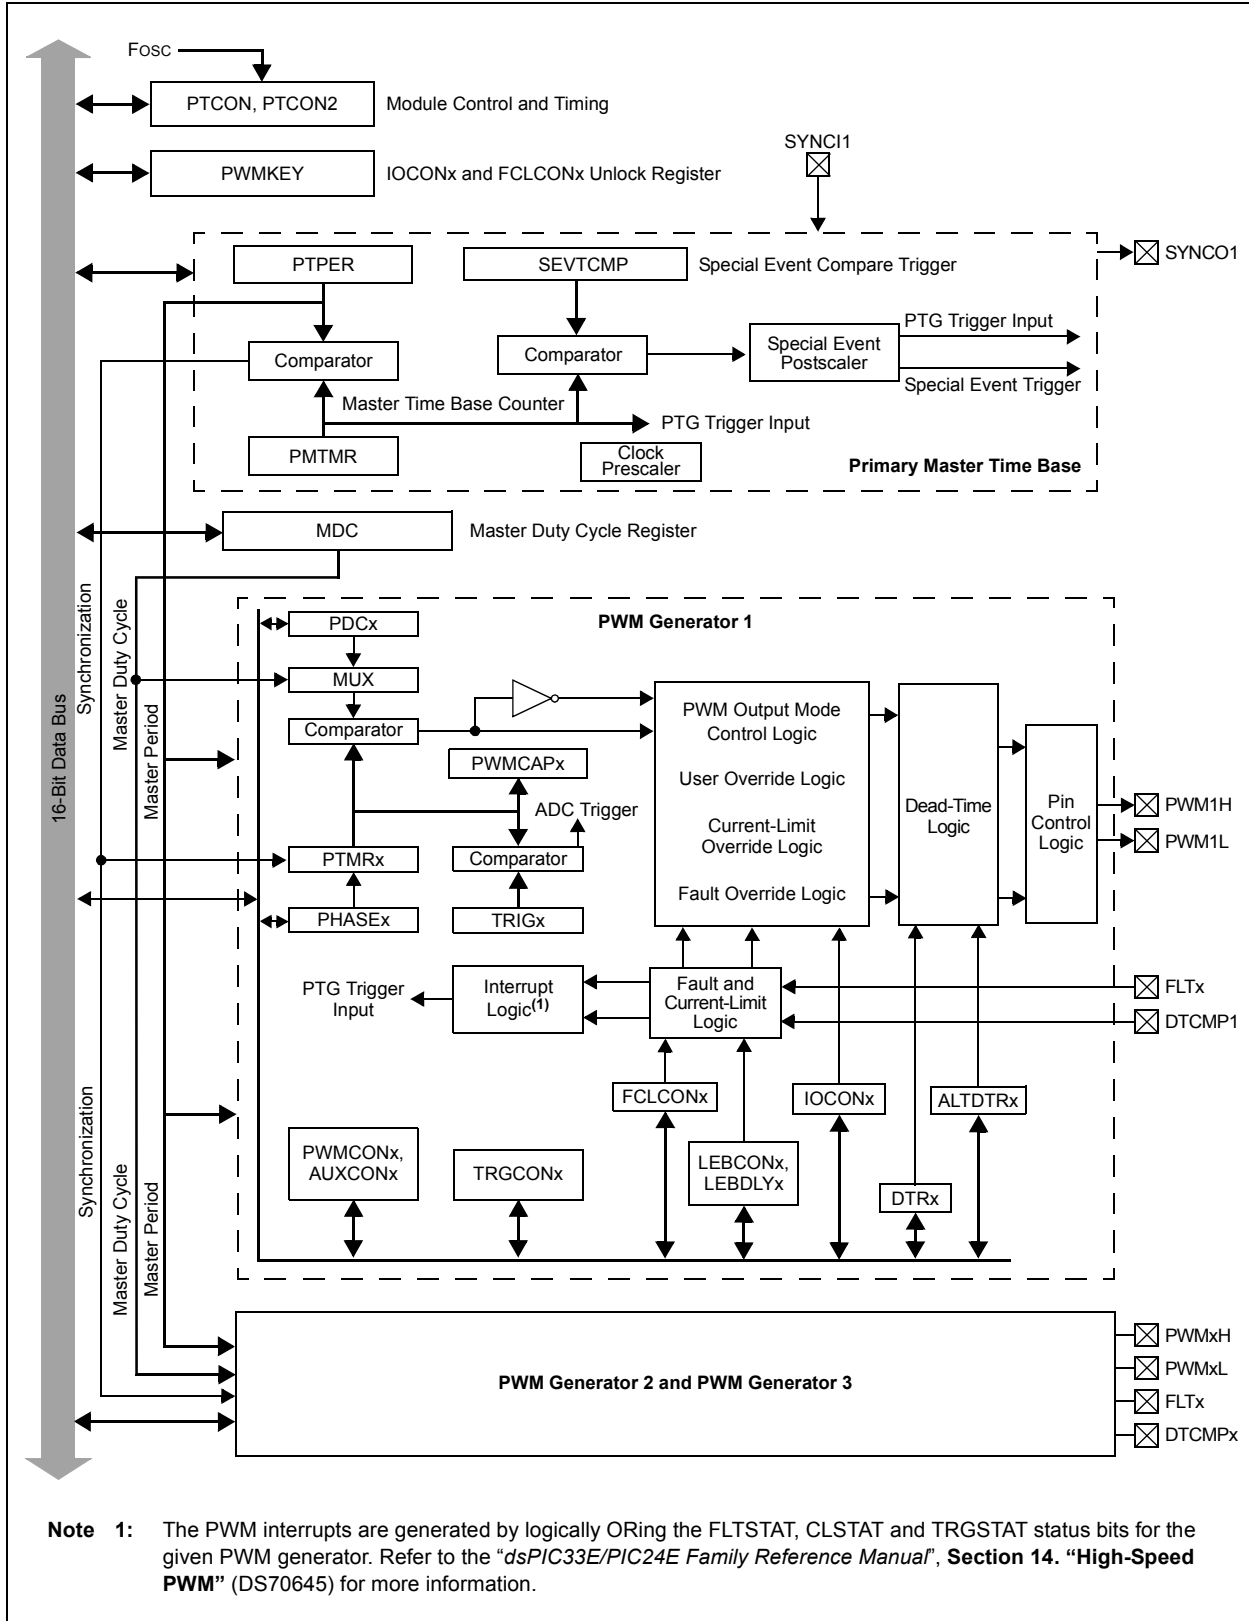 FOSC
PTCON, PTCON2
Module Control and Timing
SYNCI1
PWMKEY
IOCONx and FCLCONx Unlock Register
PTPER
SEVTCMP
Special Event Compare Trigger
SYNCO1
PTG Trigger Input
Comparator
Comparator
Special Event
Postscaler
Special Event Trigger
Master Time Base Counter
PTG Trigger Input
PMTMR
Clock
Prescaler
Primary Master Time Base
MDC
Master Duty Cycle Register
16-Bit Data Bus
Synchronization
Master Duty Cycle
Master Period
PDCx
PWM Generator 1
MUX
Comparator
PWM Output Mode
Control Logic
PWMCAPx
User Override Logic
ADC Trigger
Dead-Time
Logic
Pin
Control
Logic
PWM1H
PWM1L
Current-Limit
Override Logic
PTMRx
Comparator
Fault Override Logic
PHASEx
TRIGx
PTG Trigger
Input
Interrupt
Logic(1)
Fault and
Current-Limit
Logic
FLTx
DTCMP1
FCLCONx
IOCONx
ALTDTRx
PWMCONx,
AUXCONx
TRGCONx
LEBCONx,
LEBDLYx
DTRx
Synchronization
Master Duty Cycle
Master Period
PWM Generator 2 and PWM Generator 3
PWMxH
PWMxL
FLTx
DTCMPx
Note 1: The PWM interrupts are generated by logically ORing the FLTSTAT, CLSTAT and TRGSTAT status bits for the
given PWM generator. Refer to the “dsPIC33E/PIC24E Family Reference Manual”, Section 14. “High-Speed
PWM” (DS70645) for more information.